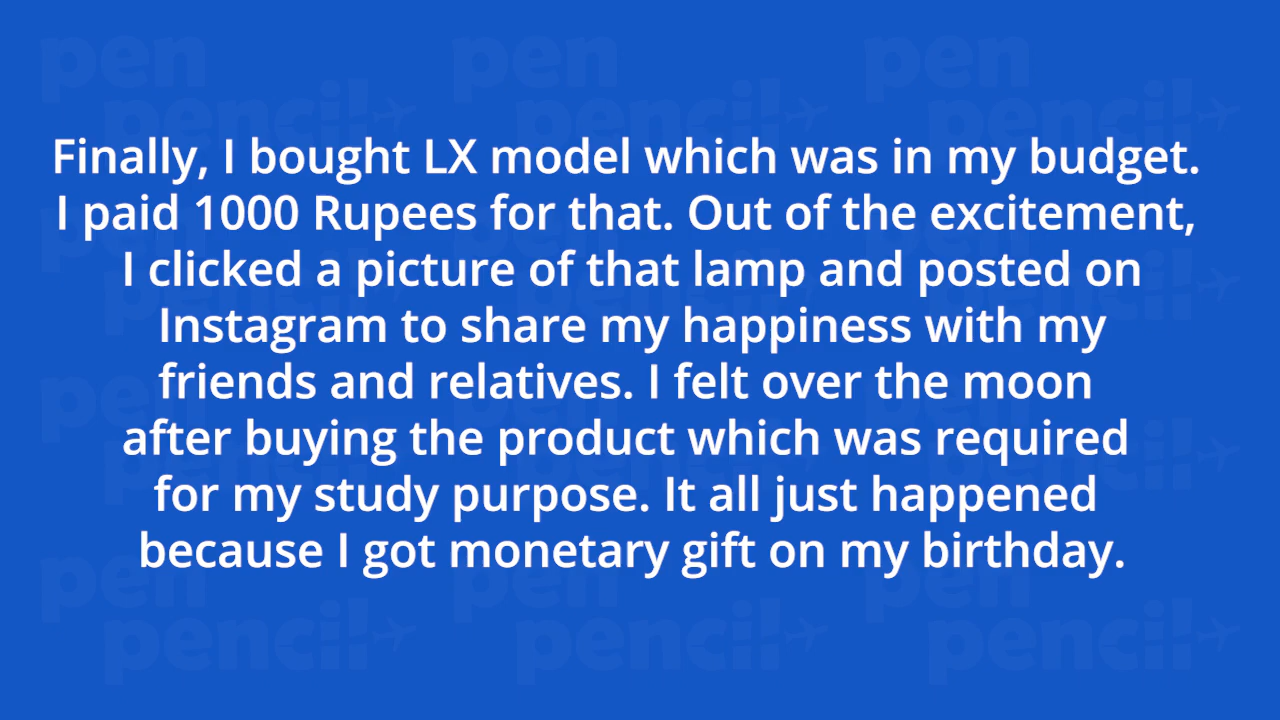 Finally, I bought LX model which was in my budget.
I paid 1000 Rupees for that. Out of the excitement,
I clicked a picture of that lamp and posted on
Instagram to share my happiness with my
friends and relatives. I felt over the moon
after buying the product which was required
for my study purpose. It all just happened
because I got monetary gift on my birthday.
pen pencil